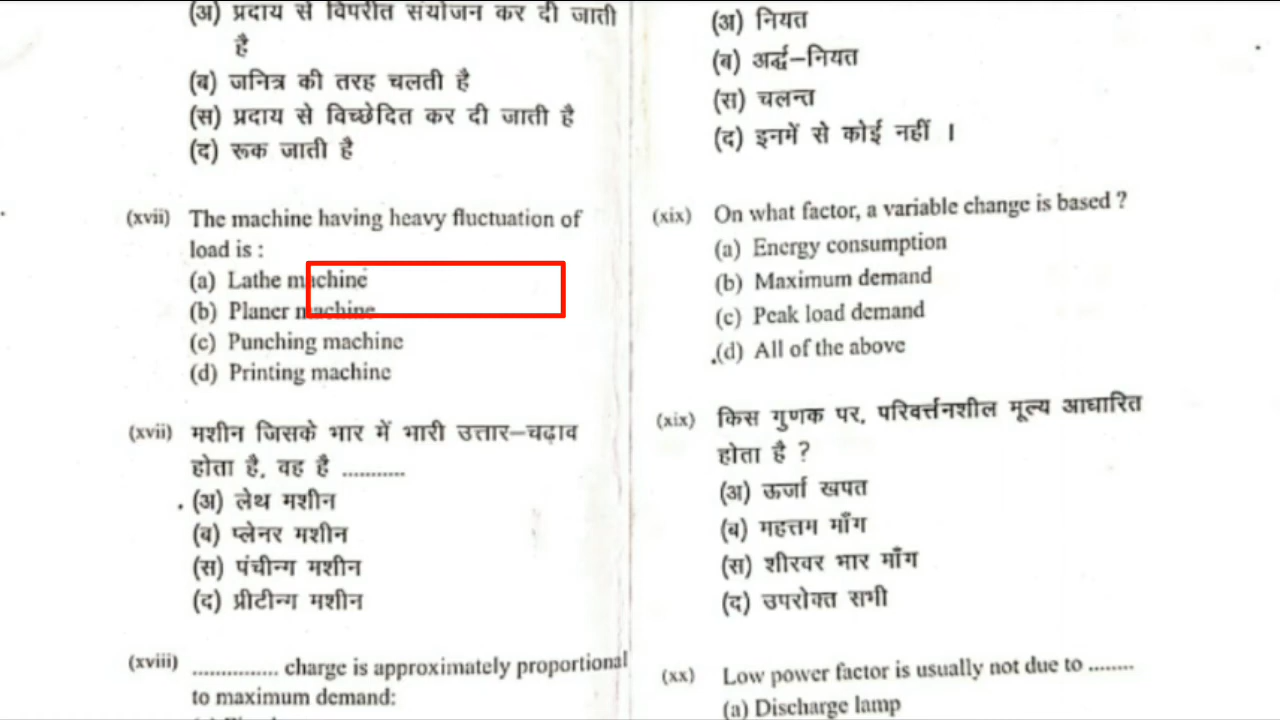 (अ) प्रदाय से विपरीत संयोजन कर दी जाती
है
(ब) जनित्र की तरह चलती है
(स) प्रदाय से विच्छेदित कर दी जाती है
(द) रूक जाती है
(xvii) The machine having heavy fluctuation of
load is :
(a) Lathe machine
(b) Planer machine
(c) Punching machine
(d) Printing machine
(xvii) मशीन जिसके भार में भारी उत्तार-चढ़ाव
होता है, वह है ...........
(अ) लेथ मशीन
(ब) प्लेनर मशीन
(स) पंचीन्ग मशीन
(द) प्रीटीन्ग मशीन
(xviii) ............... charge is approximately proportional
to maximum demand:
(अ) नियत
(ब) अर्द्ध-नियत
(स) चलन्त
(द) इनमें से कोई नहीं ।
(xix) On what factor, a variable change is based ?
(a) Energy consumption
(b) Maximum demand
(c) Peak load demand
(d) All of the above
(xix) किस गुणक पर, परिवर्त्तनशील मूल्य आधारित
होता है ?
(अ) ऊर्जा खपत
(ब) महत्तम माँग
(स) शीरवर भार माँग
(द) उपरोक्त सभी
(xx) Low power factor is usually not due to ........
(a) Discharge lamp